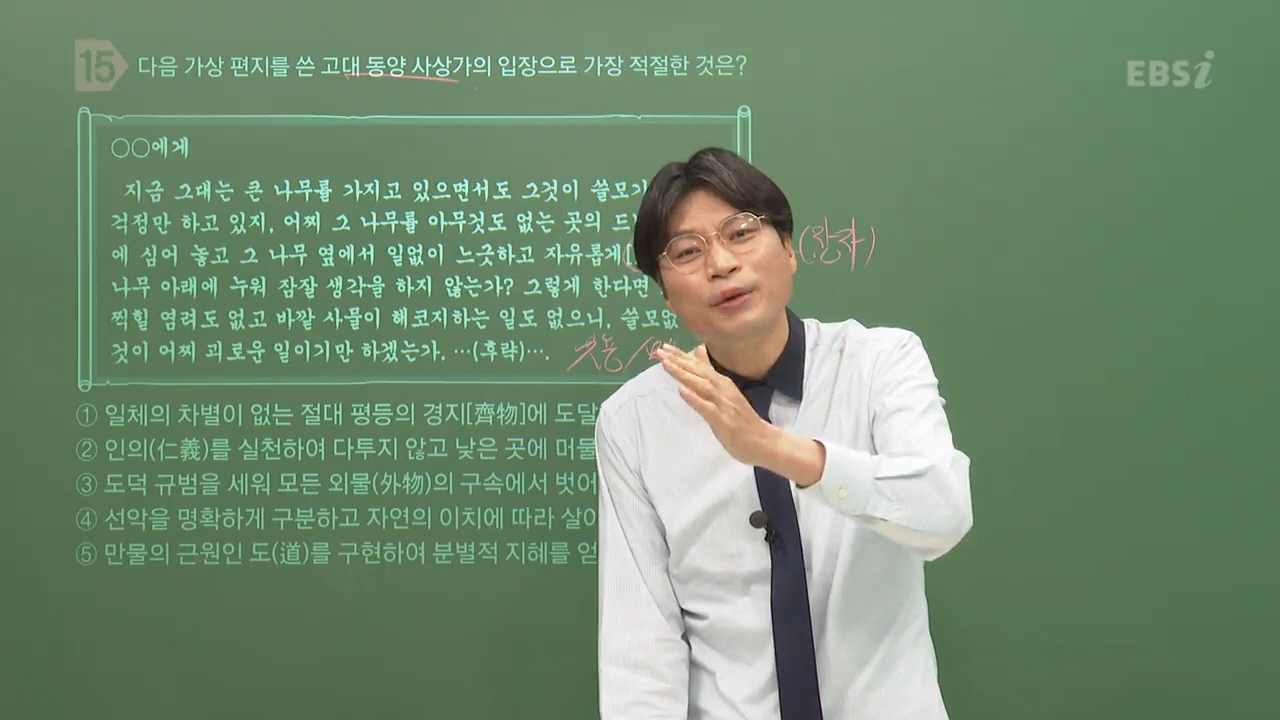 15 다음 가상 편지를 쓴 고대 동양 사상가의 입장으로 가장 적절한 것은?
EBSi
○○에게
지금 그대는 큰 나무를 가지고 있으면서도 그것이 쓸모가
걱정만 하고 있지, 어찌 그 나무를 아무것도 없는 곳의
에 심어 놓고 그 나무 옆에서 일없이 느긋하고 자유롭게[
(장자)
나무 아래에 누워 잠잘 생각을 하지 않는가? 그렇게 한다면
찍힐 염려도 없고 바깥 사물이 해코지하는 일도 없으니,
것이 어찌 괴로운 일이기만 하겠는가. …(후략)….
① 일체의 차별이 없는 절대 평등의 경지[齊物]에 도달
② 인의(仁義)를 실천하여 다투지 않고 낮은 곳에 머물
③ 도덕 규범을 세워 모든 외물(外物)의 구속에서 벗어
④ 선악을 명확하게 구분하고 자연의 이치에 따라 살아
⑤ 만물의 근원인 도(道)를 구현하여 분별적 지혜를 얻